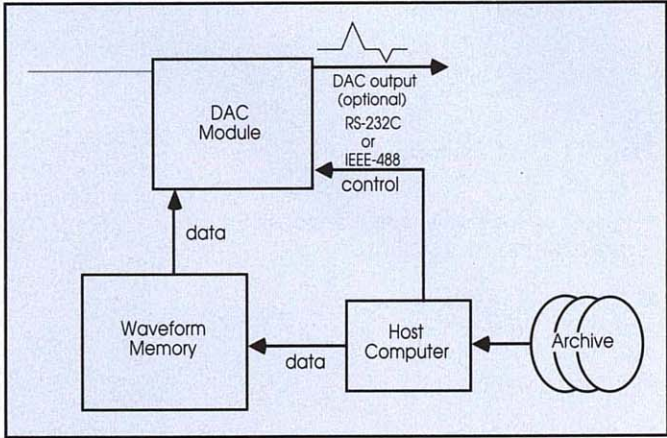 DAC
Module
DAC output
(optional)
RS-232C
or
IEEE-488
control
data
Waveform
Memory
data
Host
Computer
Archive